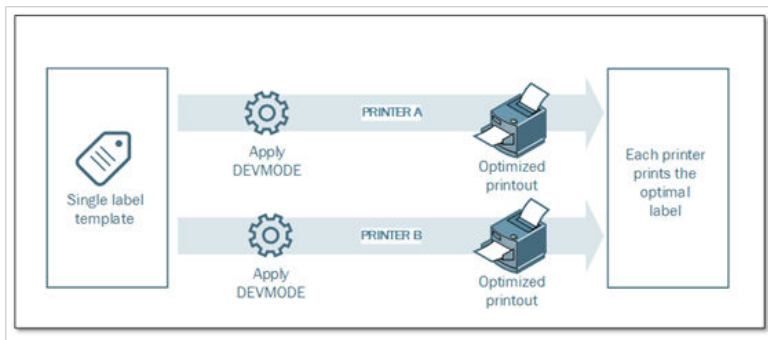 Single label
template
PRINTER A
Apply
DEVMODE
Optimized
printout
PRINTER B
Apply
DEVMODE
Optimized
printout
Each printer
prints the
optimal
label